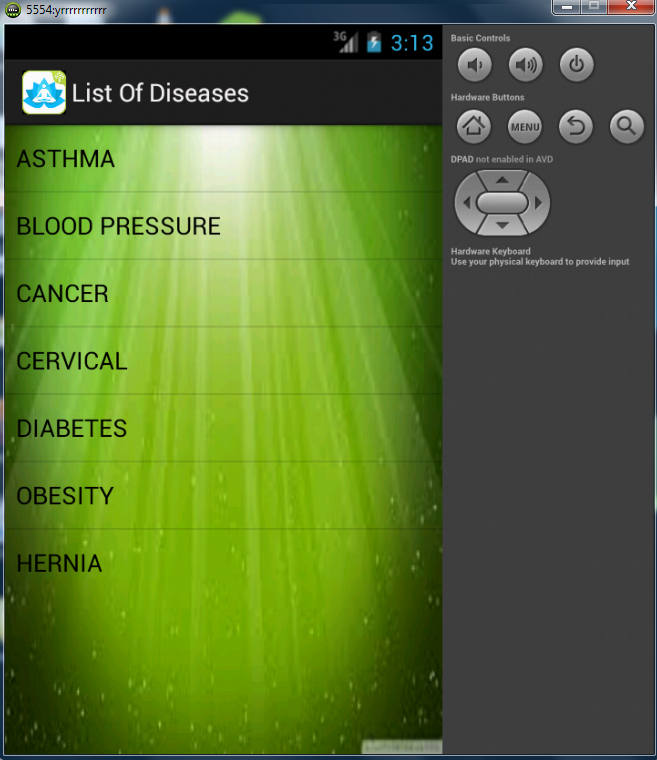 5554:yrrrrrrrrrrr
3G 3:13
List Of Diseases
ASTHMA
BLOOD PRESSURE
CANCER
CERVICAL
DIABETES
OBESITY
HERNIA
Basic Controls
Hardware Buttons
MENU
DPAD not enabled in AVD
Hardware Keyboard
Use your physical keyboard to provide input